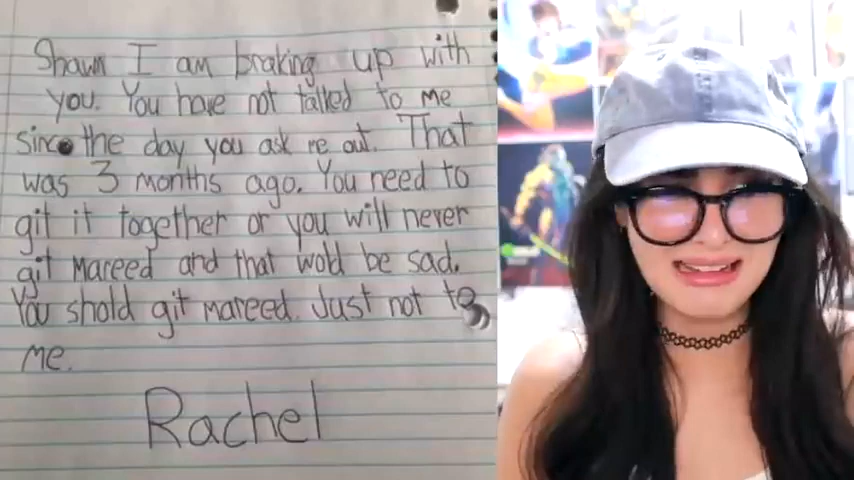 Shawn I am braking up with
you. You have not talked to me
since the day you ask me out. That
was 3 months ago. You need to
git it together or you will never
git mareed and that wold be sad.
You shold git mareed. Just not to
me.
Rachel